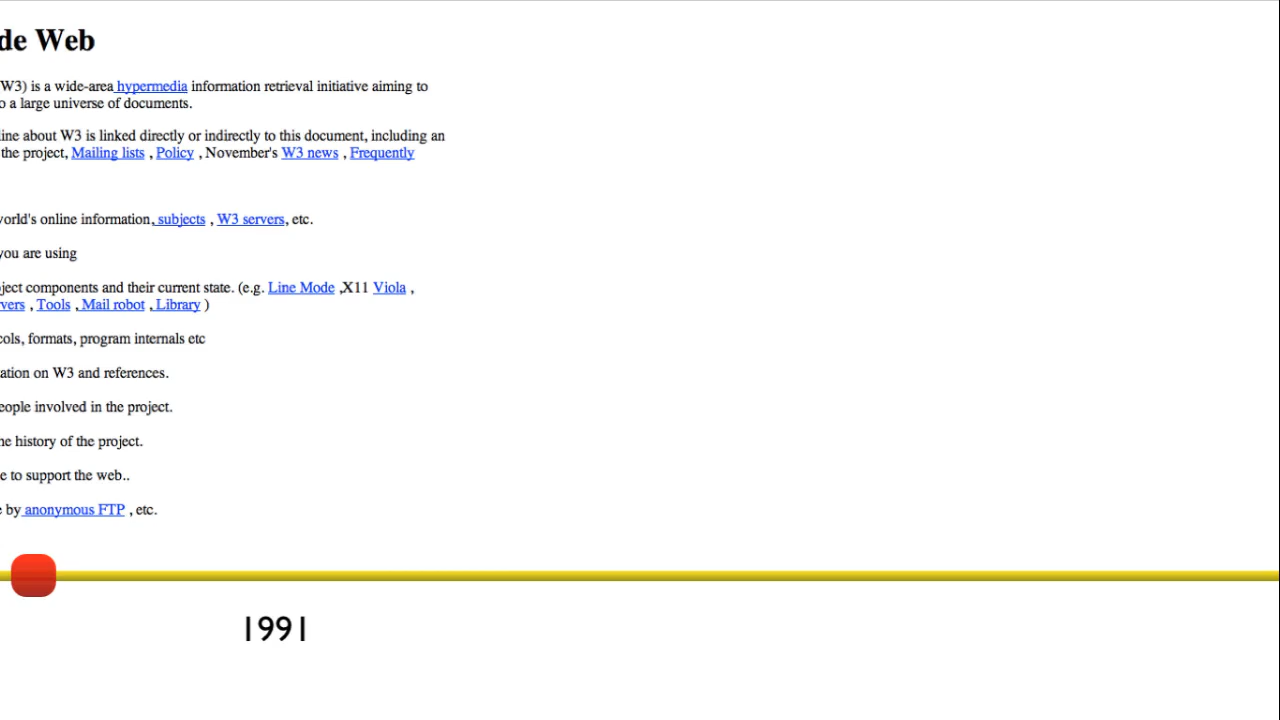 de Web
W3) is a wide-area hypermedia information retrieval initiative aiming to
o a large universe of documents.
line about W3 is linked directly or indirectly to this document, including an
the project, Mailing lists , Policy , November's W3 news , Frequently
world's online information, subjects , W3 servers, etc.
you are using
ject components and their current state. (e.g. Line Mode ,X11 Viola ,
vers , Tools , Mail robot , Library )
cols, formats, program internals etc
ation on W3 and references.
eople involved in the project.
he history of the project.
e to support the web..
e by anonymous FTP , etc.
1991